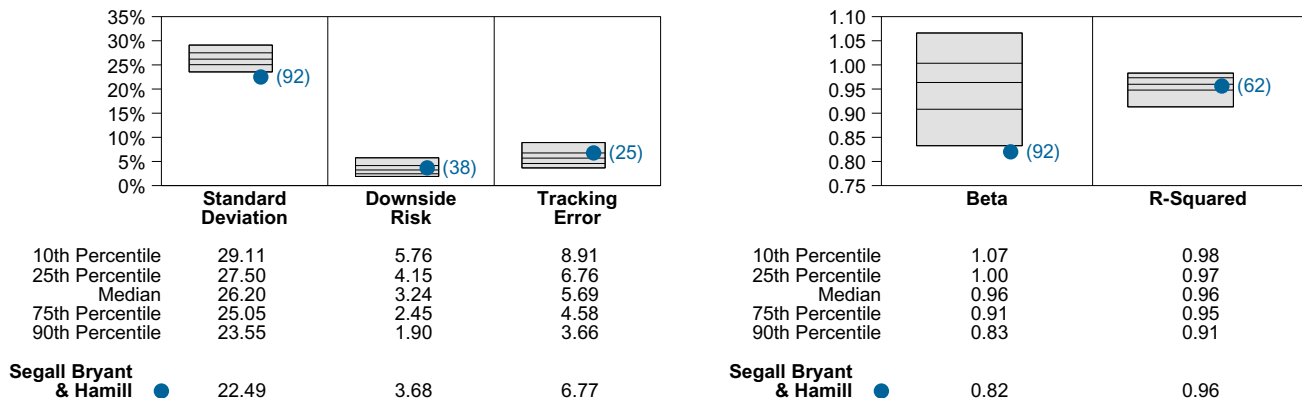 35%
30%
25%
20%
15%
10%
5%
0%
(92)
(38)
(25)
Standard Deviation
Downside Risk
Tracking Error
10th Percentile 29.11 5.76 8.91
25th Percentile 27.50 4.15 6.76
Median 26.20 3.24 5.69
75th Percentile 25.05 2.45 4.58
90th Percentile 23.55 1.90 3.66
Segall Bryant
& Hamill 22.49 3.68 6.77
1.10
1.05
1.00
0.95
0.90
0.85
0.80
0.75
(92)
(62)
Beta
R-Squared
10th Percentile 1.07 0.98
25th Percentile 1.00 0.97
Median 0.96 0.96
75th Percentile 0.91 0.95
90th Percentile 0.83 0.91
Segall Bryant
& Hamill 0.82 0.96